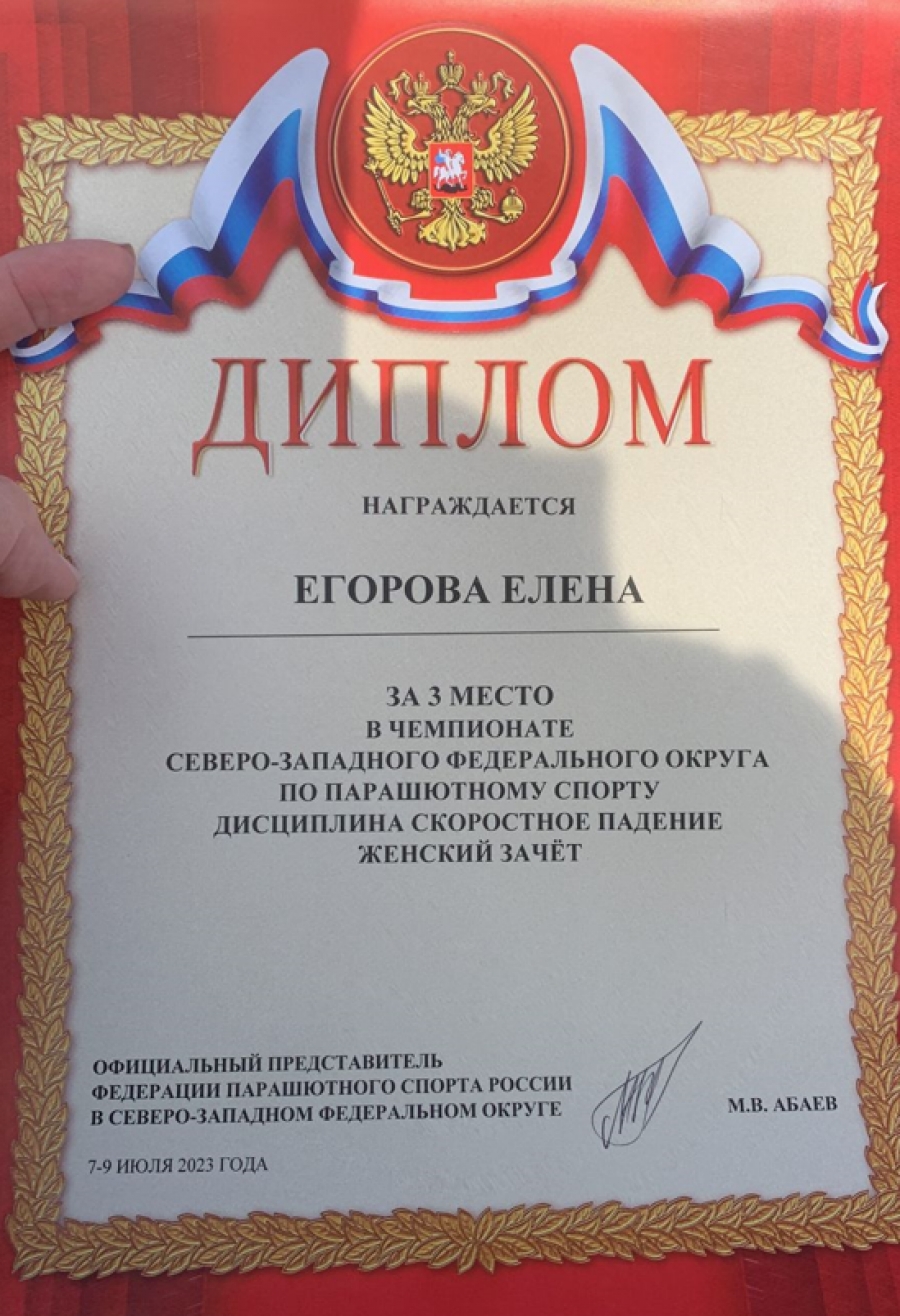 ДИПЛОМ
НАГРАЖДАЕТСЯ
ЕГОРОВА ЕЛЕНА
ЗА 3 МЕСТО
В ЧЕМПИОНАТЕ
СЕВЕРО-ЗАПАДНОГО ФЕДЕРАЛЬНОГО ОКРУГА
ПО ПАРАШЮТНОМУ СПОРТУ
ДИСЦИПЛИНА СКОРОСТНОЕ ПАДЕНИЕ
ЖЕНСКИЙ ЗАЧЁТ
ОФИЦИАЛЬНЫЙ ПРЕДСТАВИТЕЛЬ
ФЕДЕРАЦИИ ПАРАШЮТНОГО СПОРТА РОССИИ
В СЕВЕРО-ЗАПАДНОМ ФЕДЕРАЛЬНОМ ОКРУГЕ
М.В. АБАЕВ
7-9 ИЮЛЯ 2023 ГОДА